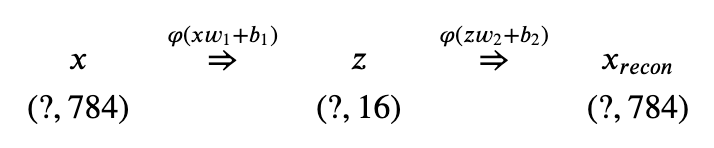 φ(xw₁+b₁) φ(zw₂+b₂)
x ⇒ z ⇒ x_recon
(?, 784) (?, 16) (?, 784)